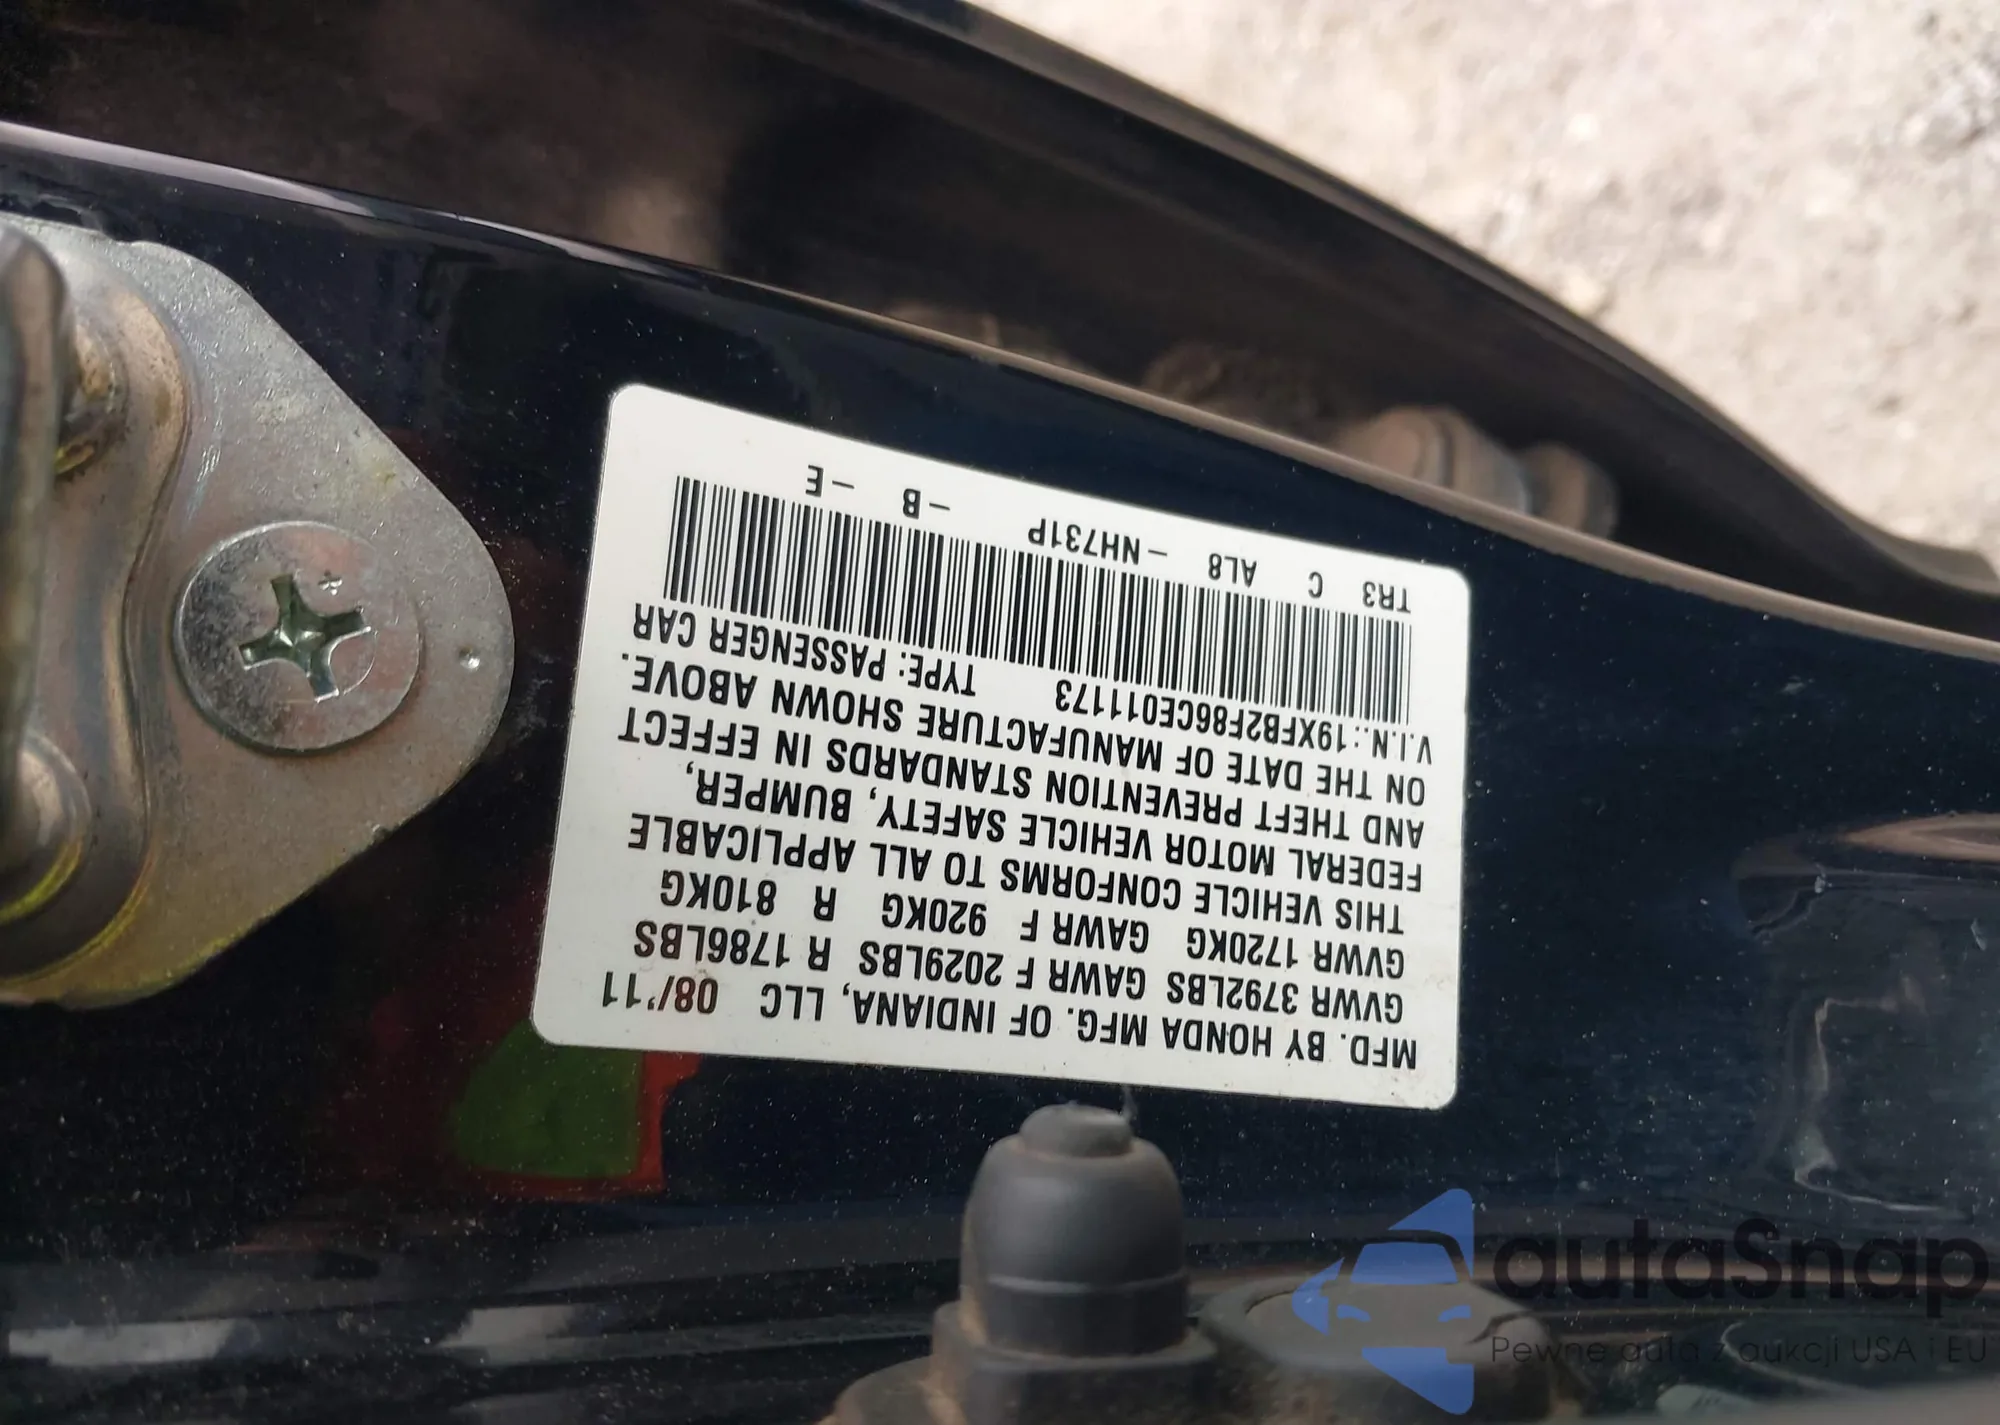 MFD. BY HONDA MFG. OF INDIANA, LLC 08/'11
GVWR 3792LBS GAWR F 2029LBS R 1786LBS
GVWR 1720KG GAWR F 920KG R 810KG
THIS VEHICLE CONFORMS TO ALL APPLICABLE
FEDERAL MOTOR VEHICLE SAFETY, BUMPER,
AND THEFT PREVENTION STANDARDS IN EFFECT
ON THE DATE OF MANUFACTURE SHOWN ABOVE.
V.I.N.:19XFB2F86CE011173 TYPE: PASSENGER CAR
TR3 C AL8 -NH731P -B -E
autaSnap
Pewne auta z aukcji USA i EU